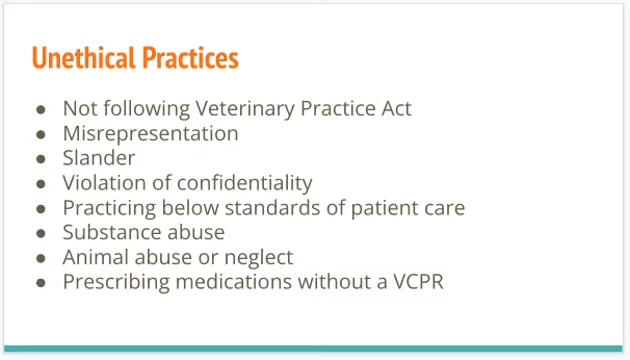 Unethical Practices
● Not following Veterinary Practice Act
● Misrepresentation
● Slander
● Violation of confidentiality
● Practicing below standards of patient care
● Substance abuse
● Animal abuse or neglect
● Prescribing medications without a VCPR